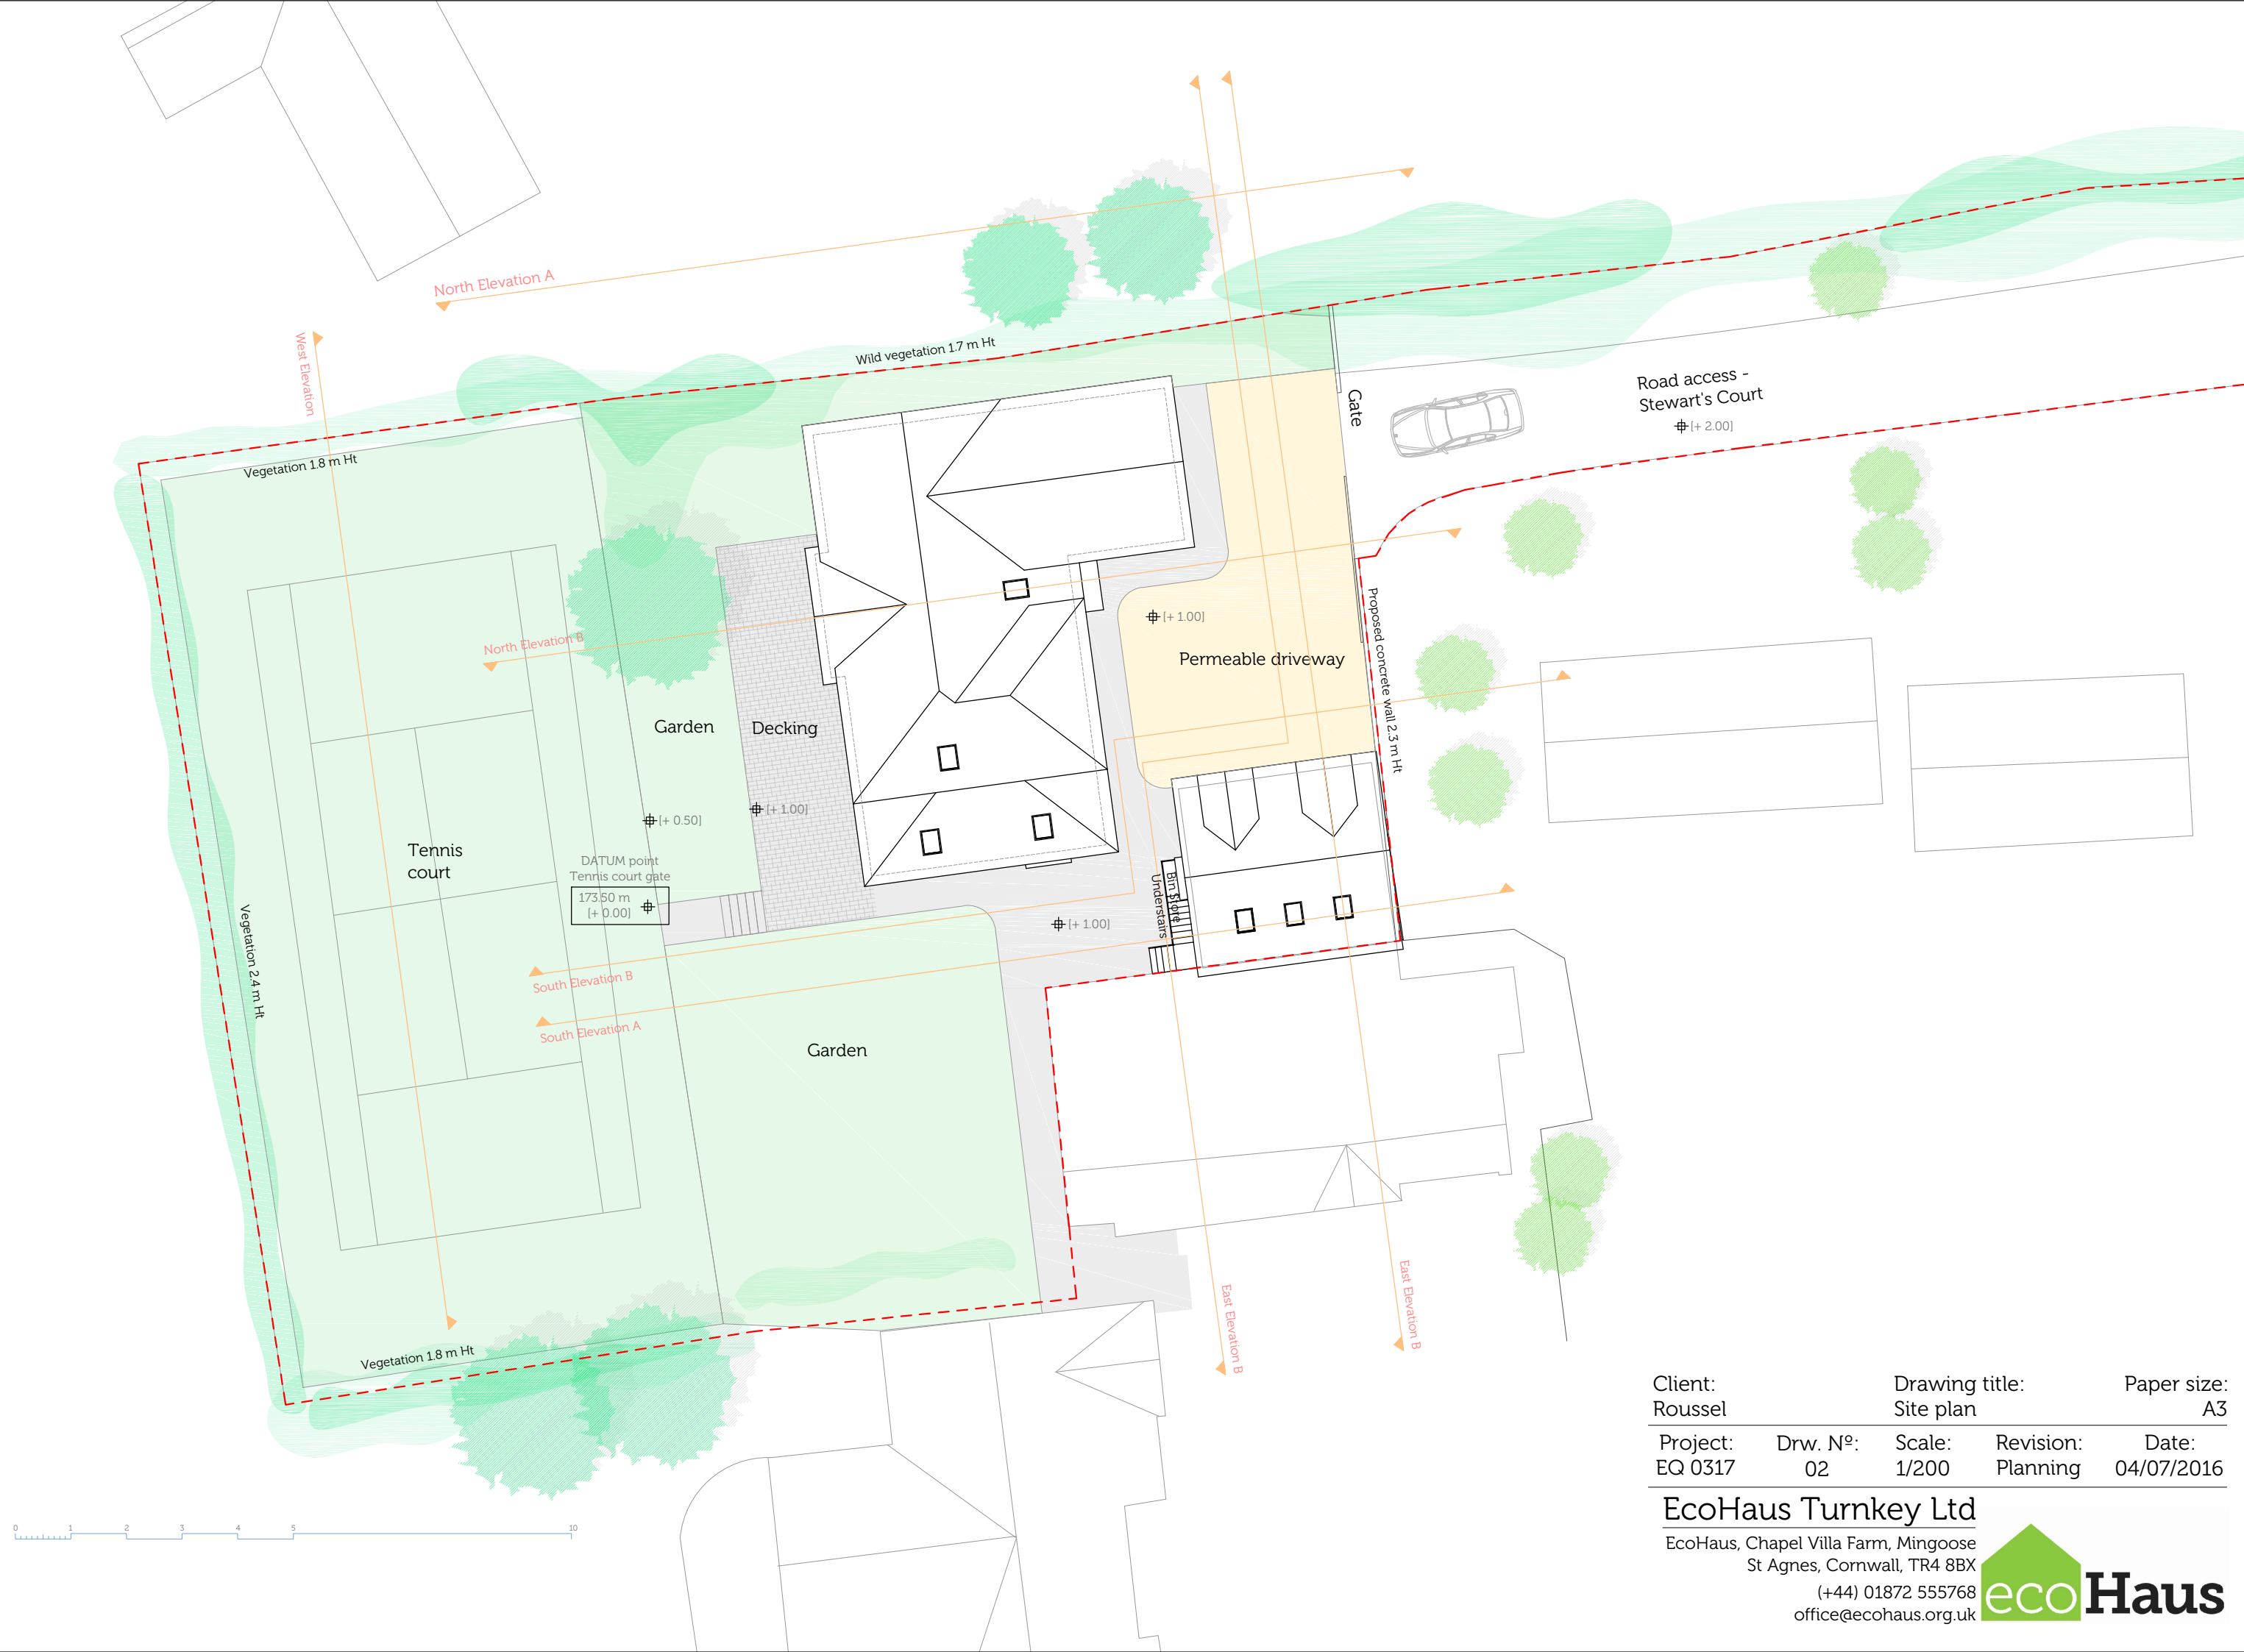 North Elevation A
West Elevation
Wild vegetation 1.7 m Ht
Vegetation 1.8 m Ht
Gate
Road access -
Stewart's Court
[+ 2.00]
North Elevation B
[+ 1.00]
Permeable driveway
Proposed concrete wall 2.3 m Ht
Garden
Decking
[+ 0.50]
[+ 1.00]
Tennis
court
DATUM point
Tennis court gate
173.50 m
[+ 0.00]
Bin Store
Understairs
[+ 1.00]
Vegetation 2.4 m Ht
South Elevation B
South Elevation A
Garden
East Elevation B
East Elevation B
Vegetation 1.8 m Ht
0 1 2 3 4 5 10
Client: Drawing title: Paper size:
Roussel Site plan A3
Project: Drw. Nº: Scale: Revision: Date:
EQ 0317 02 1/200 Planning 04/07/2016
EcoHaus Turnkey Ltd
EcoHaus, Chapel Villa Farm, Mingoose
St Agnes, Cornwall, TR4 8BX
(+44) 01872 555768
office@ecohaus.org.uk
ecoHaus